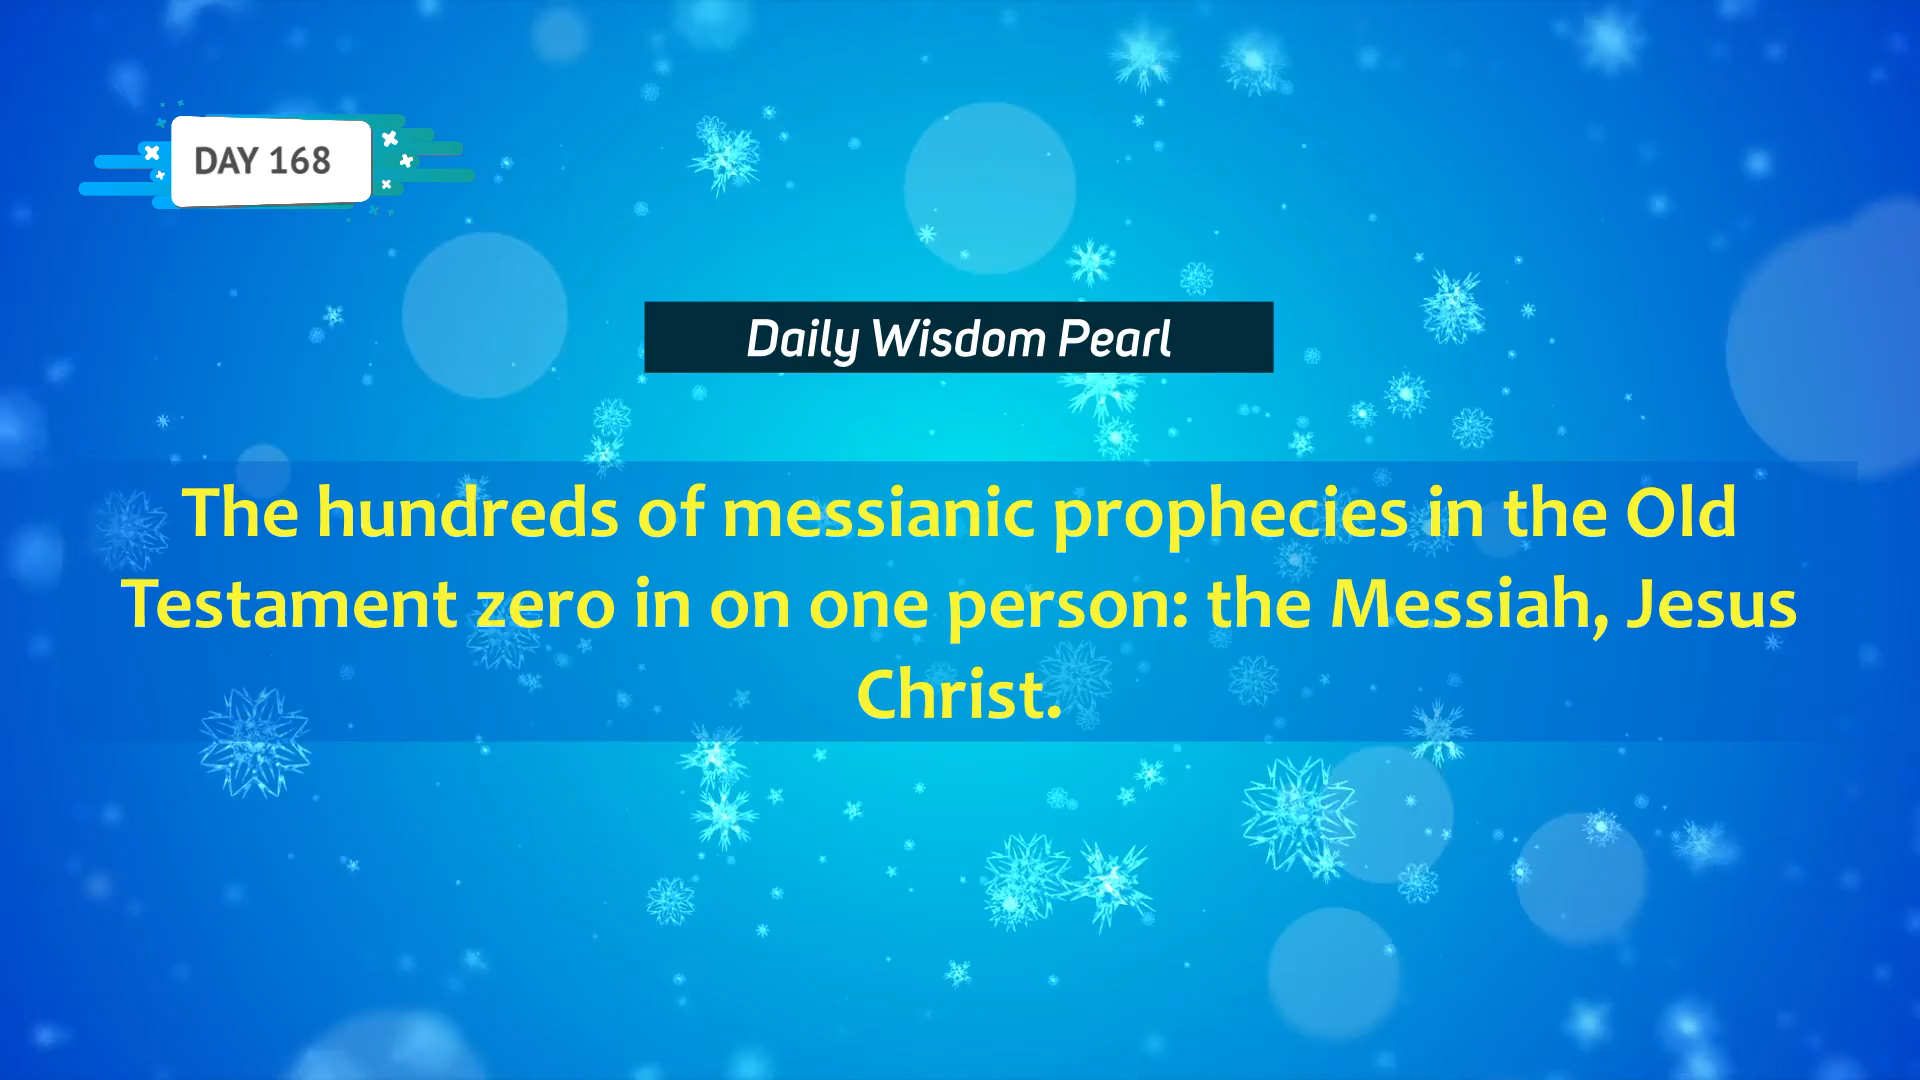 DAY 168
Daily Wisdom Pearl
The hundreds of messianic prophecies in the Old
Testament zero in on one person: the Messiah, Jesus
Christ.